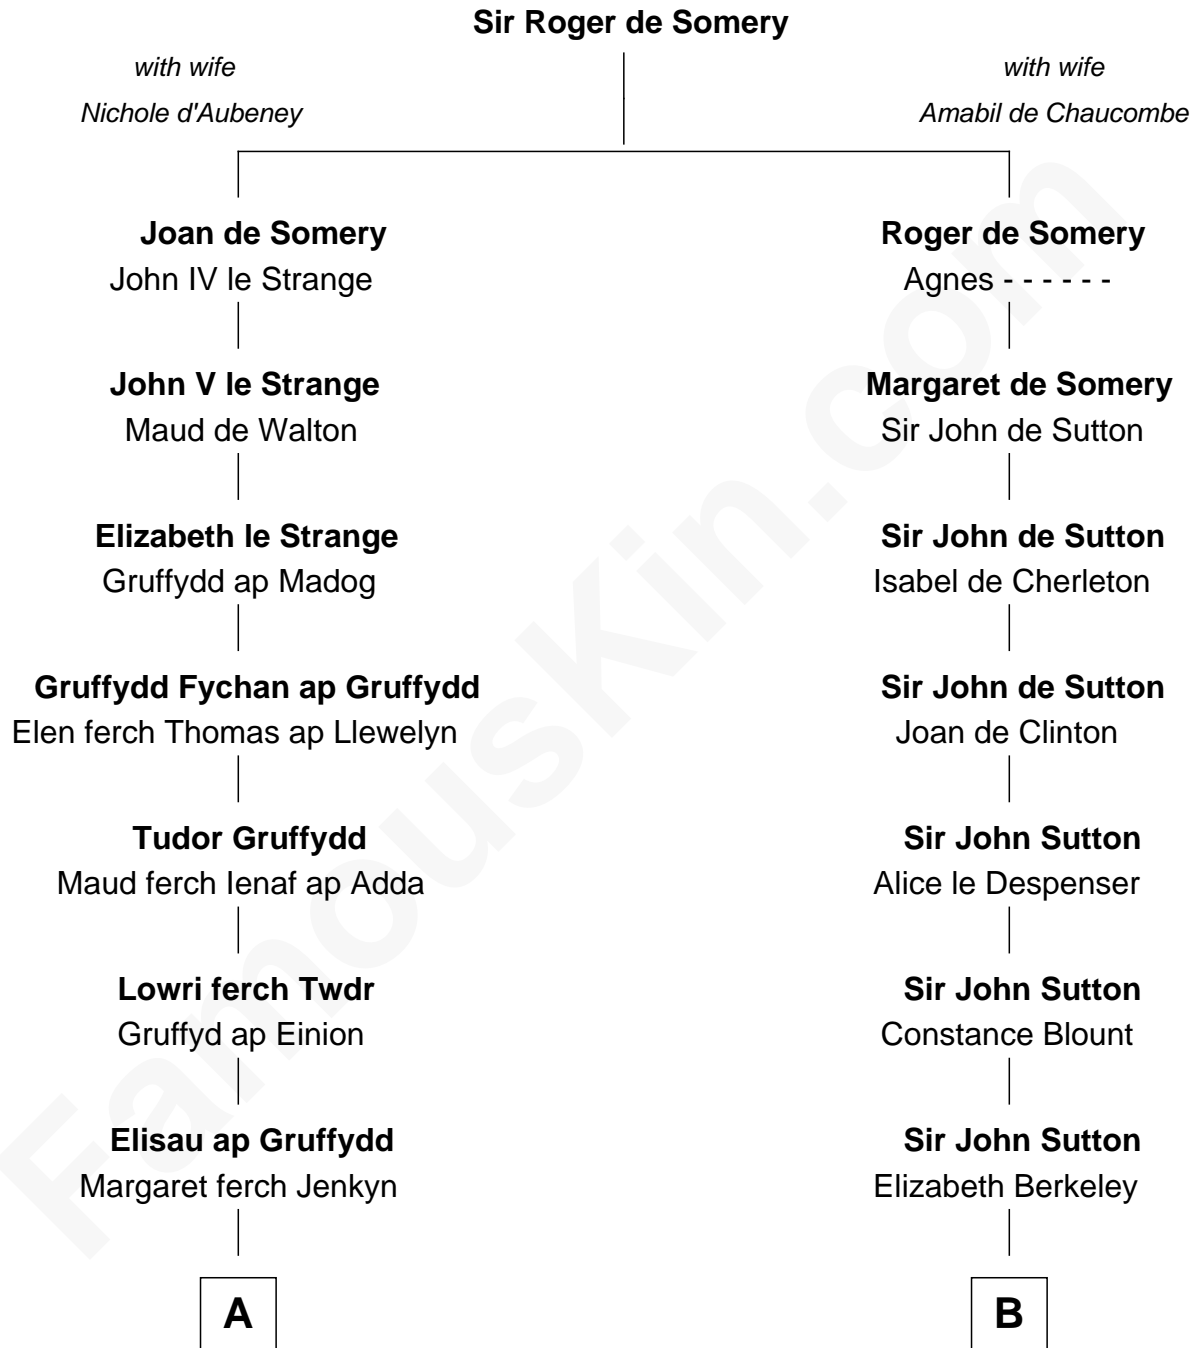 Sir Roger de Somery
with wife
Nichole d'Aubeney
with wife
Amabil de Chaucombe
Joan de Somery
John IV le Strange
John V le Strange
Maud de Walton
Elizabeth le Strange
Gruffydd ap Madog
Gruffydd Fychan ap Gruffydd
Elen ferch Thomas ap Llewelyn
Tudor Gruffydd
Maud ferch Ienaf ap Adda
Lowri ferch Twdr
Gruffyd ap Einion
Elisau ap Gruffydd
Margaret ferch Jenkyn
A
Roger de Somery
Agnes - - - - - -
Margaret de Somery
Sir John de Sutton
Sir John de Sutton
Isabel de Cherleton
Sir John de Sutton
Joan de Clinton
Sir John Sutton
Alice le Despenser
Sir John Sutton
Constance Blount
Sir John Sutton
Elizabeth Berkeley
B
FamousKin.com